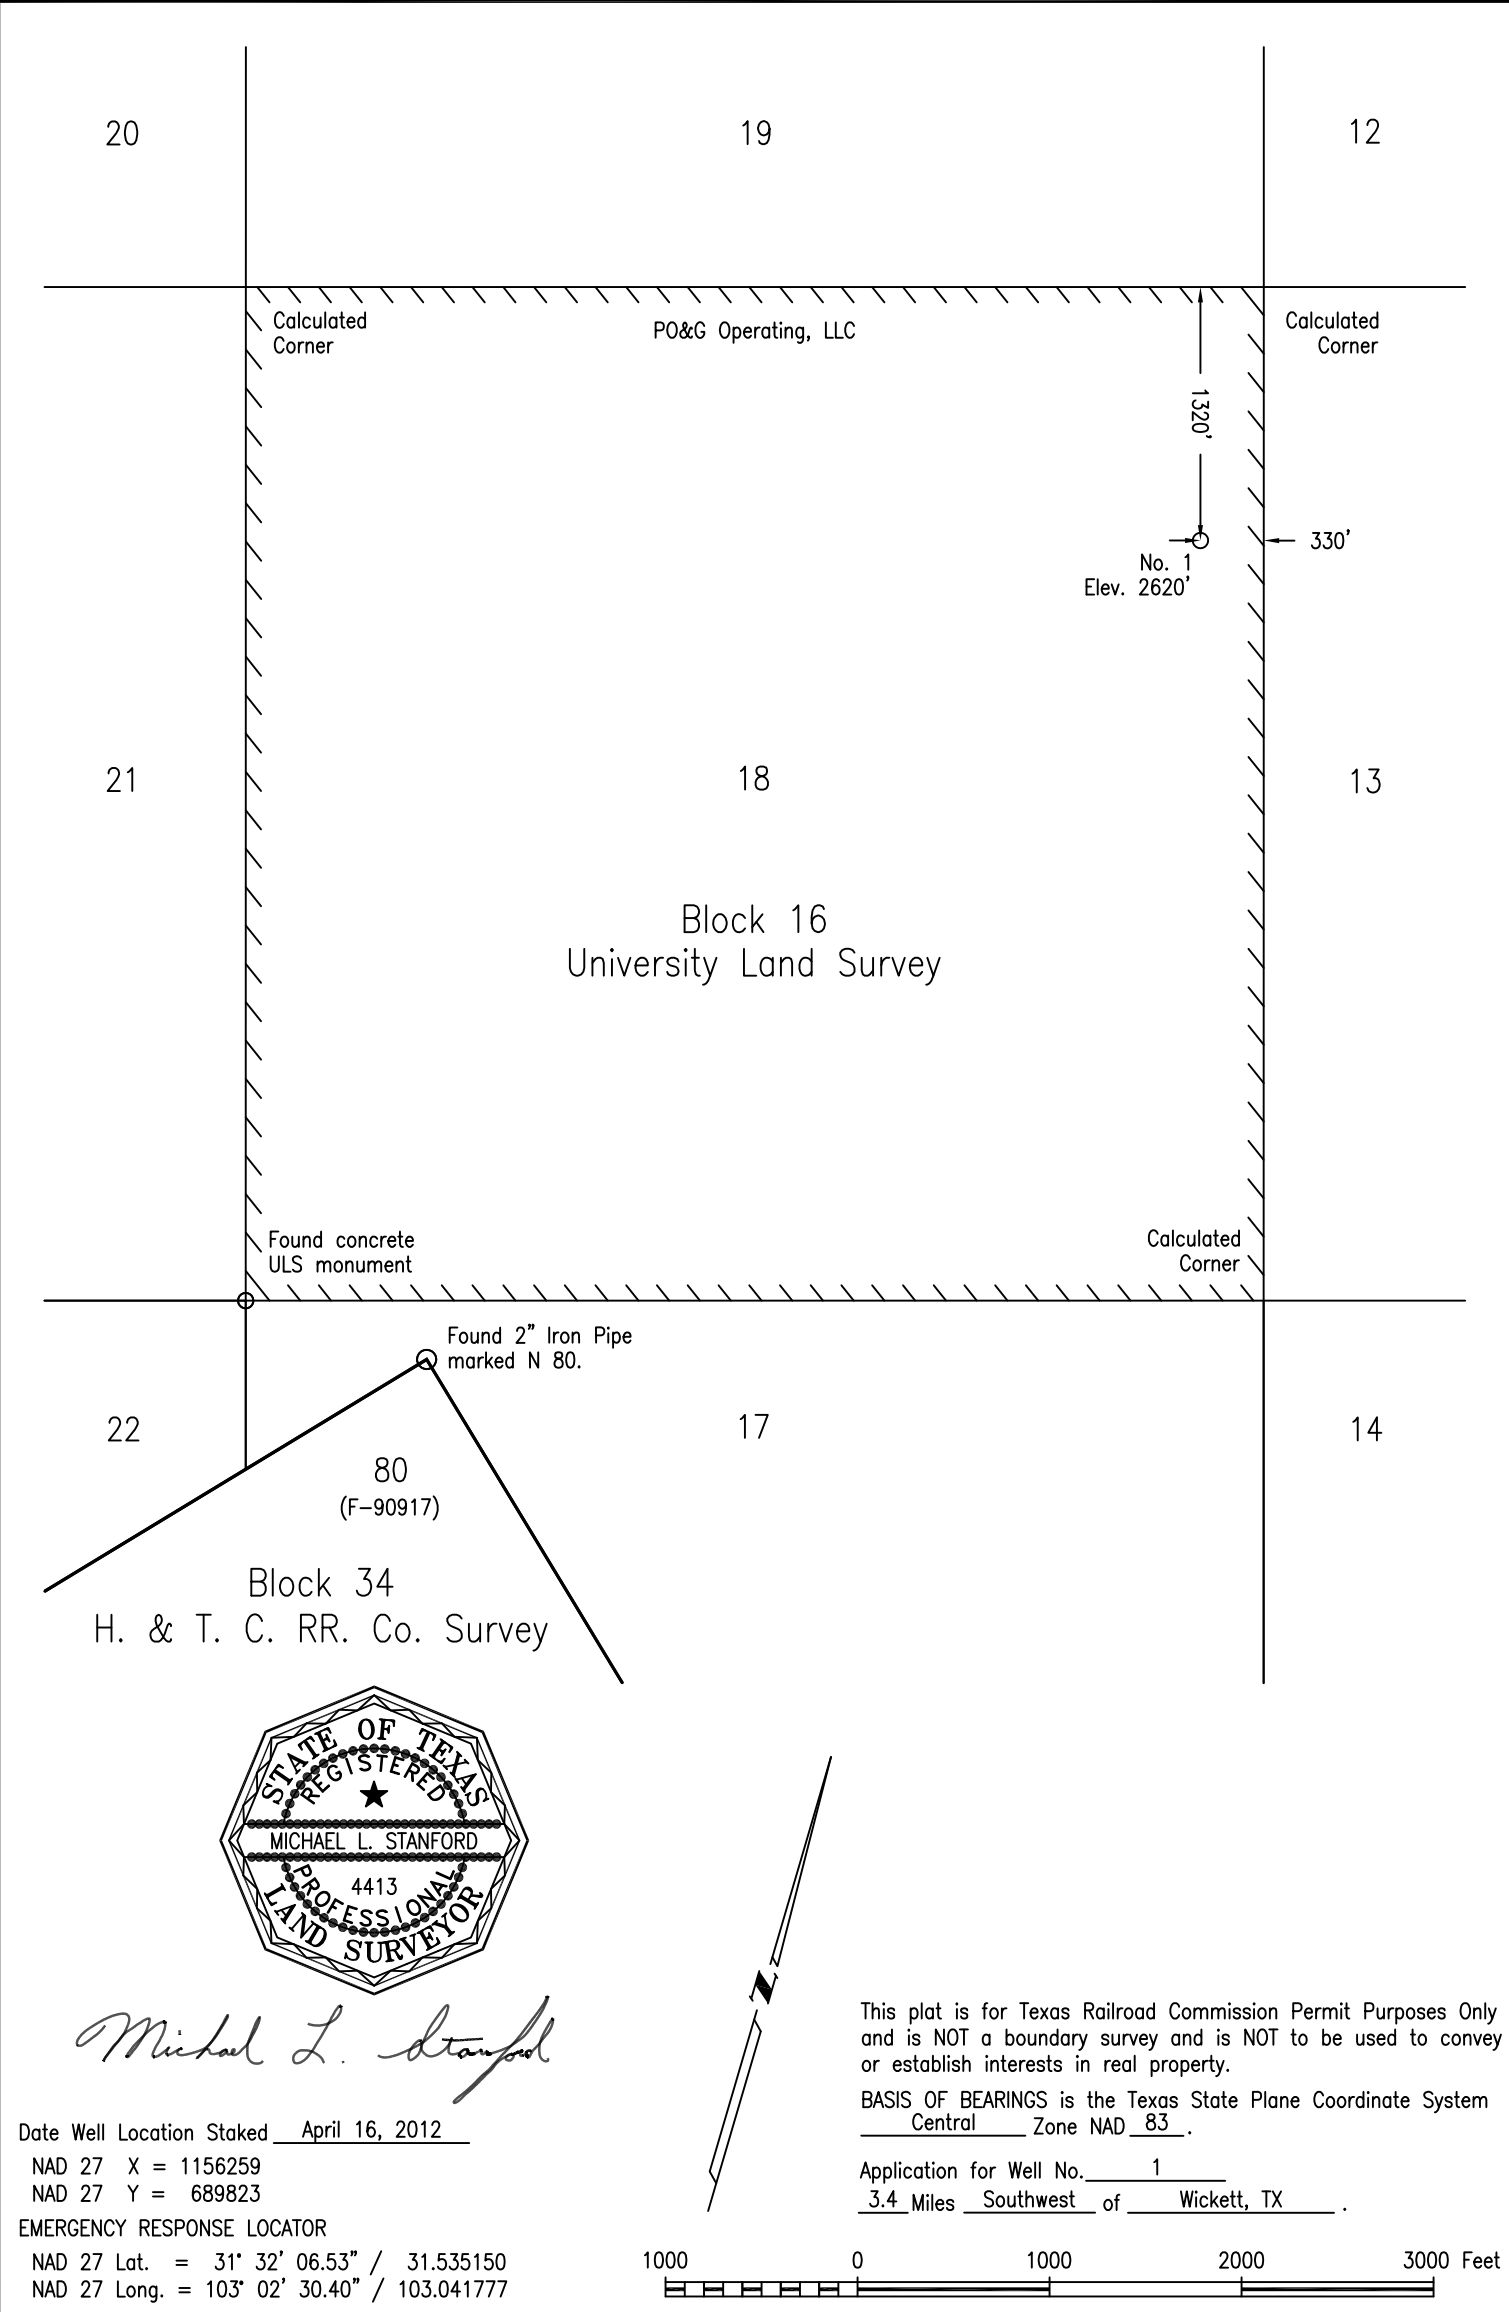 20
19
12
Calculated
Corner
PO&G Operating, LLC
Calculated
Corner
1320'
330'
No. 1
Elev. 2620'
21
18
13
Block 16
University Land Survey
Found concrete
ULS monument
Calculated
Corner
Found 2" Iron Pipe
marked N 80.
22
17
14
80
(F-90917)
Block 34
H. & T. C. RR. Co. Survey
STATE OF TEXAS
REGISTERED
MICHAEL L. STANFORD
4413
PROFESSIONAL
LAND SURVEYOR
Michael L. Stanford
N
Date Well Location Staked April 16, 2012
NAD 27 X = 1156259
NAD 27 Y = 689823
EMERGENCY RESPONSE LOCATOR
NAD 27 Lat. = 31° 32' 06.53" / 31.535150
NAD 27 Long. = 103° 02' 30.40" / 103.041777
This plat is for Texas Railroad Commission Permit Purposes Only
and is NOT a boundary survey and is NOT to be used to convey
or establish interests in real property.
BASIS OF BEARINGS is the Texas State Plane Coordinate System
Central Zone NAD 83.
Application for Well No. 1
3.4 Miles Southwest of Wickett, TX .
1000 0 1000 2000 3000 Feet